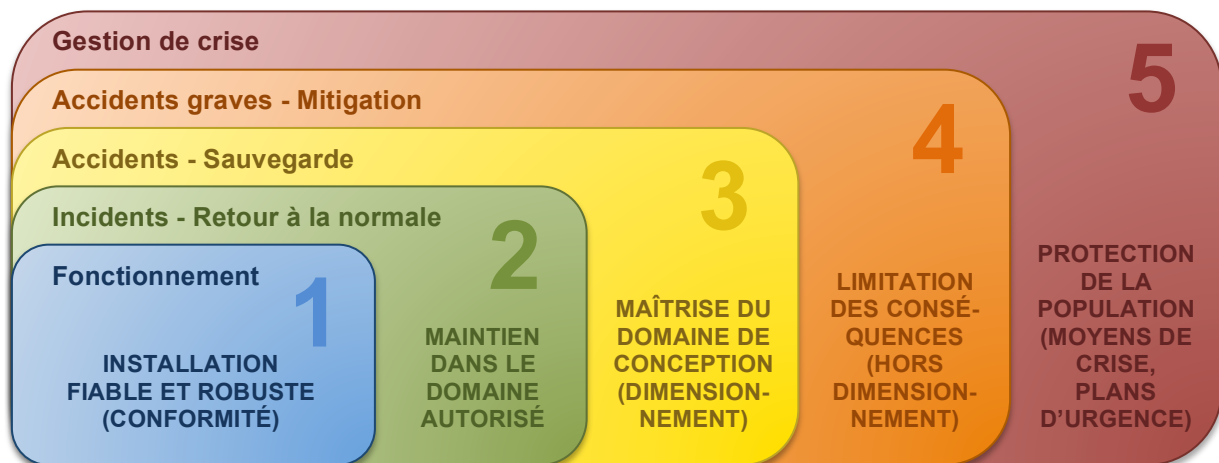 Gestion de crise
5
Accidents graves - Mitigation
4
Accidents - Sauvegarde
3
Incidents - Retour à la normale
2
Fonctionnement
1
INSTALLATION
FIABLE ET ROBUSTE
(CONFORMITÉ)
MAINTIEN
DANS LE
DOMAINE
AUTORISÉ
MAÎTRISE DU
DOMAINE DE
CONCEPTION
(DIMENSION-
NEMENT)
LIMITATION
DES CONSÉ-
QUENCES
(HORS
DIMENSION-
NEMENT)
PROTECTION
DE LA
POPULATION
(MOYENS DE
CRISE,
PLANS
D’URGENCE)